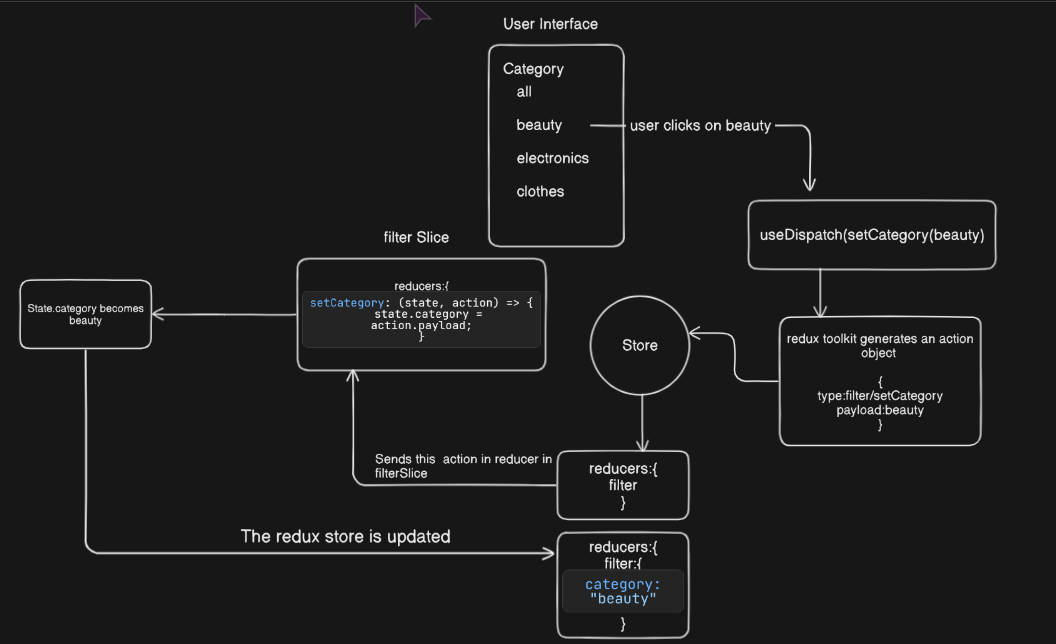 User Interface
Category
all
beauty
user clicks on beauty
electronics
clothes
useDispatch(setCategory(beauty)
redux toolkit generates an action
object
{
type:filter/setCategory
payload:beauty
}
Store
reducers:{
filter
}
Sends this action in reducer in
filterSlice
filter Slice
reducers:{
setCategory: (state, action) => {
state.category =
action.payload;
}
State.category becomes
beauty
The redux store is updated
reducers:{
filter:{
category:
"beauty"
}